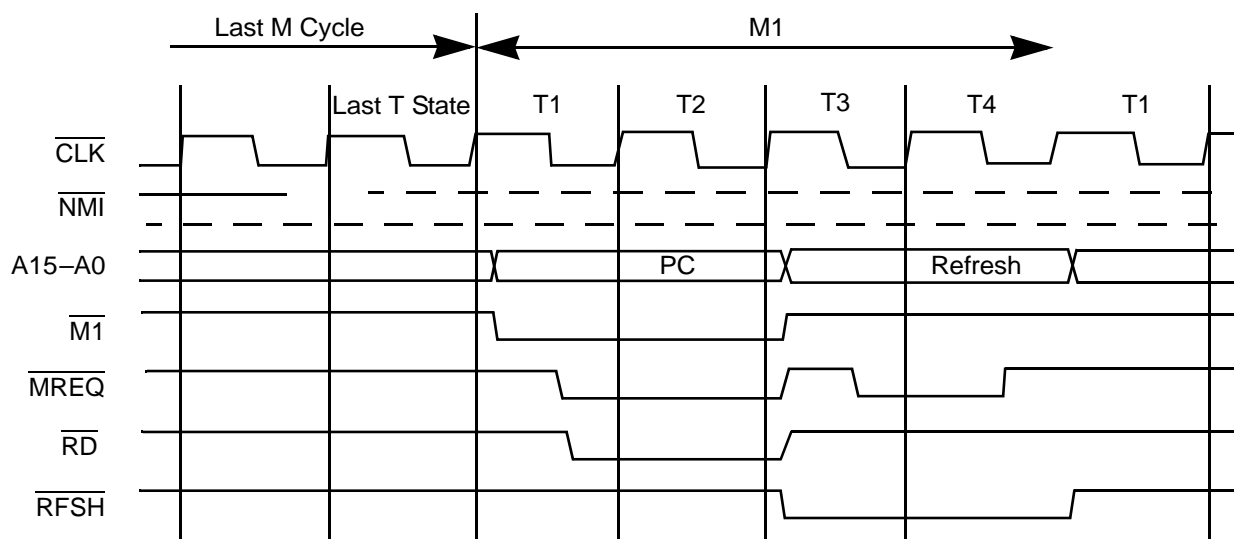 Last M Cycle M1
Last T State T1 T2 T3 T4 T1
CLK
NMI
A15–A0 PC Refresh
M1
MREQ
RD
RFSH